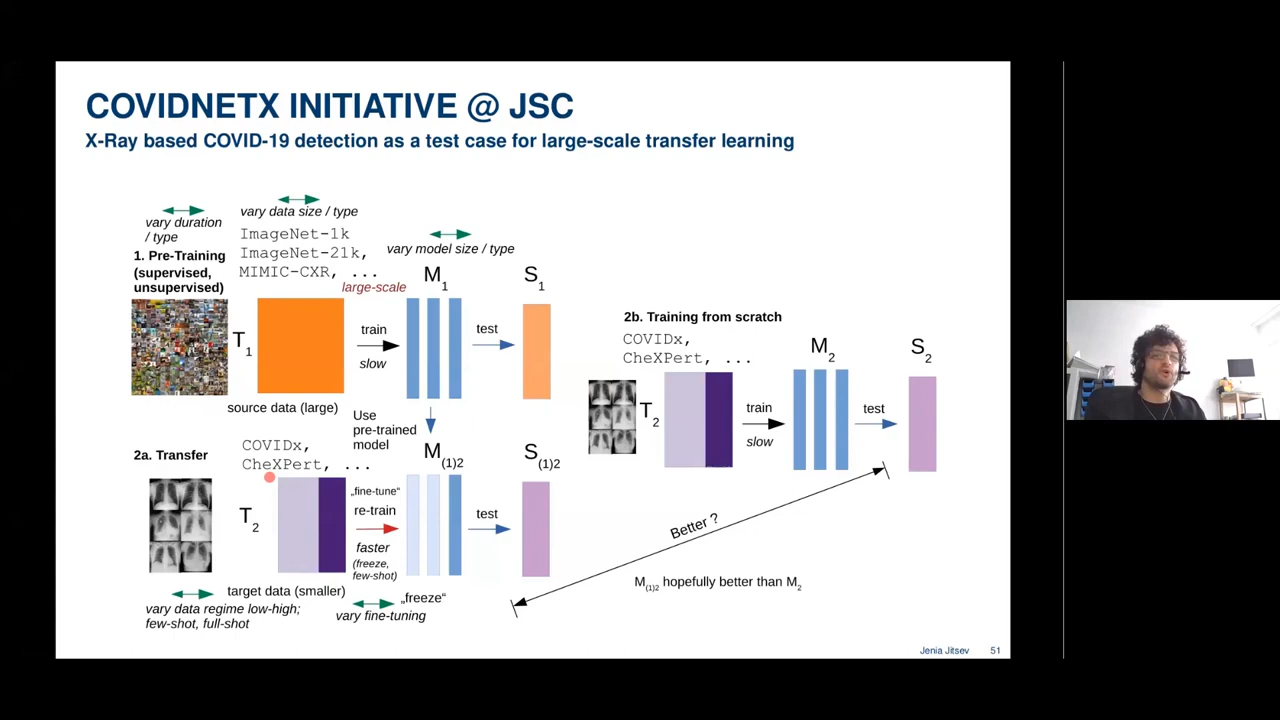 COVIDNETX INITIATIVE @ JSC
X-Ray based COVID-19 detection as a test case for large-scale transfer learning
vary duration
/ type
vary data size / type
vary model size / type
1. Pre-Training
(supervised,
unsupervised)
ImageNet-1k
ImageNet-21k,
MIMIC-CXR, ...
large-scale
M1
S1
T1
train
slow
test
source data (large)
Use
pre-trained
model
2a. Transfer
COVIDx,
CheXPert, ...
M(1)2
S(1)2
T2
„fine-tune“
re-train
faster
(freeze,
few-shot)
test
target data (smaller)
„freeze“
vary data regime low-high;
few-shot, full-shot
vary fine-tuning
2b. Training from scratch
COVIDx,
CheXPert, ...
M2
S2
T2
train
slow
test
Better ?
M(1)2 hopefully better than M2
Jenia Jitsev 51